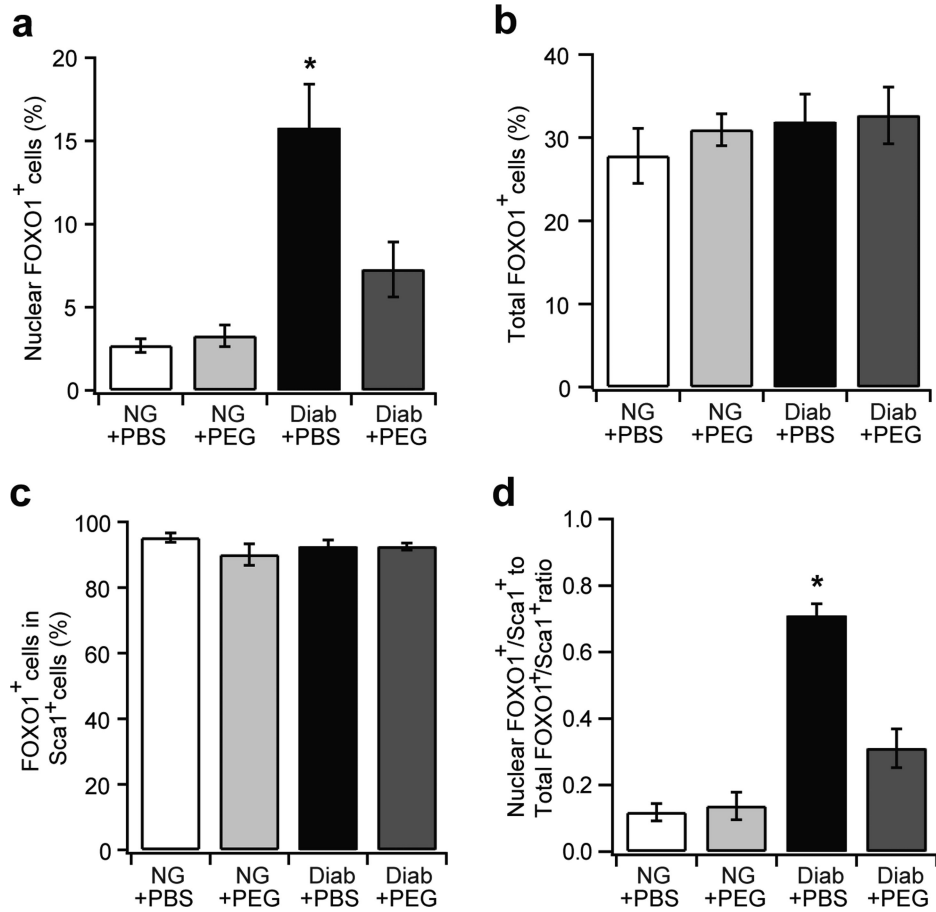 a
Nuclear FOXO1+ cells (%)
20
15
10
5
0
*
NG +PBS
NG +PEG
Diab +PBS
Diab +PEG
b
Total FOXO1+ cells (%)
40
30
20
10
0
NG +PBS
NG +PEG
Diab +PBS
Diab +PEG
c
FOXO1+ cells in
Sca1+cells (%)
100
80
60
40
20
0
NG +PBS
NG +PEG
Diab +PBS
Diab +PEG
d
Nuclear FOXO1+/Sca1+ to
Total FOXO1+/Sca1+ratio
1.0
0.8
0.6
0.4
0.2
0.0
*
NG +PBS
NG +PEG
Diab +PBS
Diab +PEG